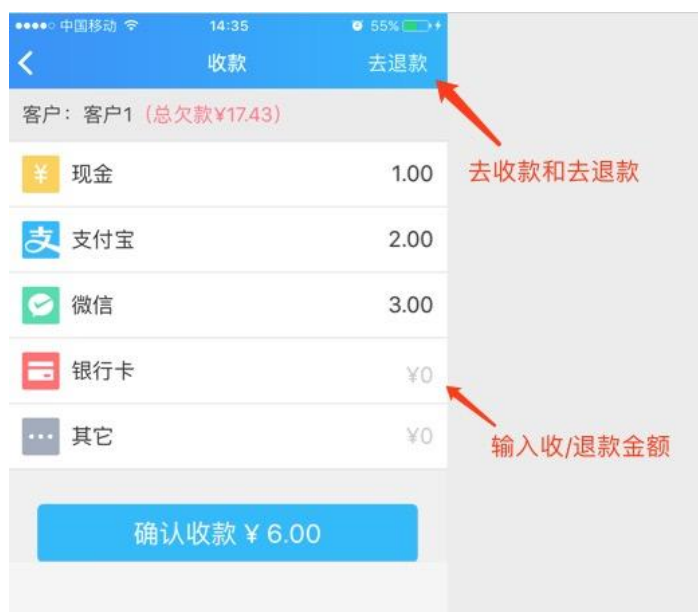 中国移动 14:35 55%
收款 去退款
客户：客户1（总欠款¥17.43）
去收款和去退款
¥ 现金 1.00
支 支付宝 2.00
微信 3.00
银行卡 ¥0
其它 ¥0
输入收/退款金额
确认收款 ¥ 6.00